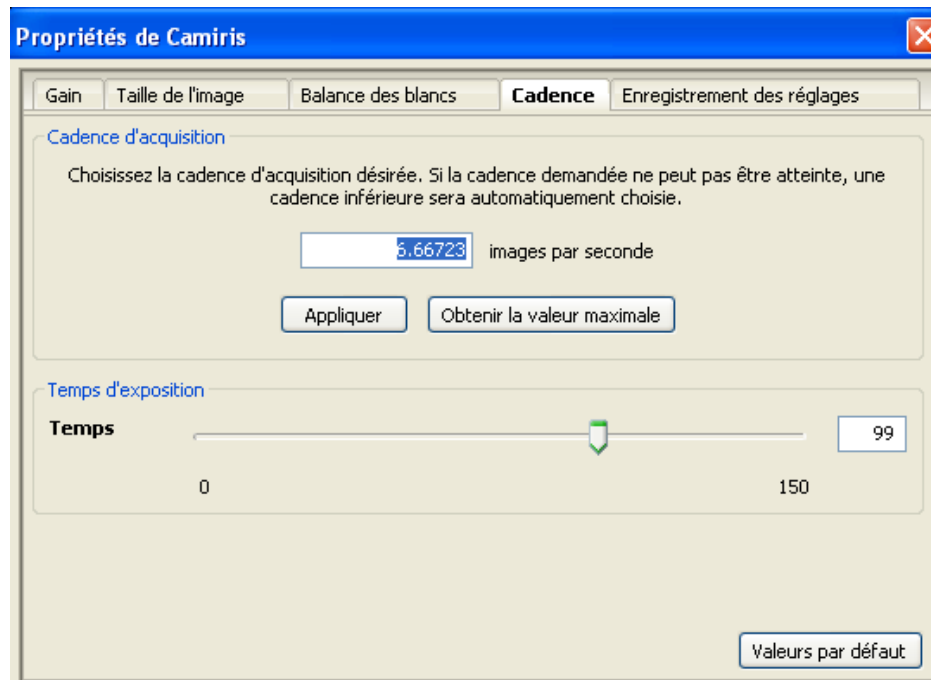 Propriétés de Camiris
Gain Taille de l'image Balance des blancs Cadence Enregistrement des réglages
Cadence d'acquisition
Choisissez la cadence d'acquisition désirée. Si la cadence demandée ne peut pas être atteinte, une
cadence inférieure sera automatiquement choisie.
6.66723 images par seconde
Appliquer Obtenir la valeur maximale
Temps d'exposition
Temps 99
0 150
Valeurs par défaut